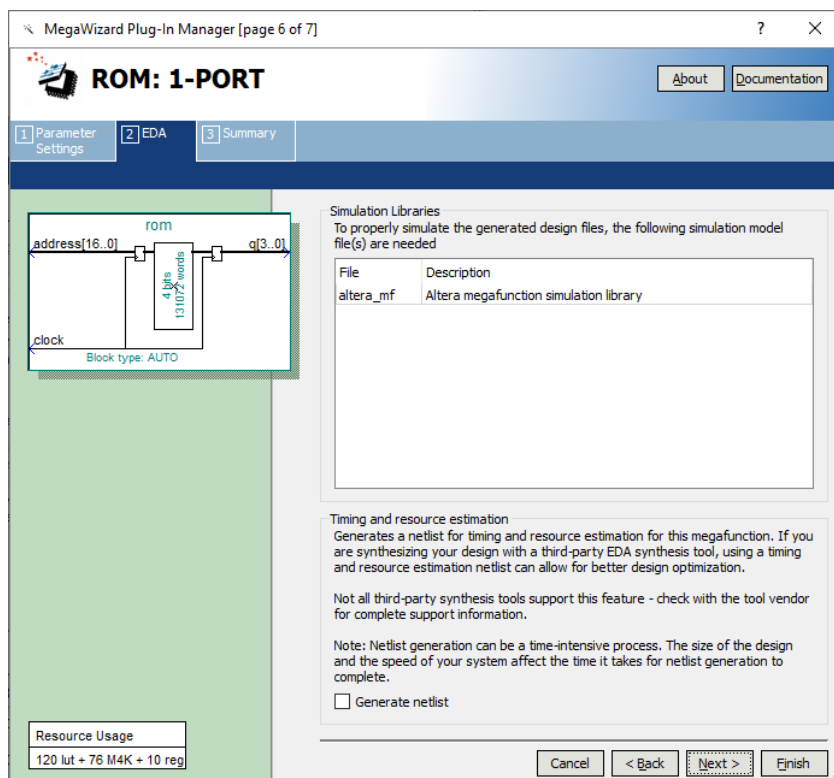 MegaWizard Plug-In Manager [page 6 of 7]
?
ROM: 1-PORT
About
Documentation
1 Parameter
Settings
2 EDA
3 Summary
rom
address[16..0]
q[3..0]
4 bits
131072 words
clock
Block type: AUTO
Simulation Libraries
To properly simulate the generated design files, the following simulation model
file(s) are needed
File Description
altera_mf Altera megafunction simulation library
Timing and resource estimation
Generates a netlist for timing and resource estimation for this megafunction. If you
are synthesizing your design with a third-party EDA synthesis tool, using a timing
and resource estimation netlist can allow for better design optimization.
Not all third-party synthesis tools support this feature - check with the tool vendor
for complete support information.
Note: Netlist generation can be a time-intensive process. The size of the design
and the speed of your system affect the time it takes for netlist generation to
complete.
Generate netlist
Resource Usage
120 lut + 76 M4K + 10 reg
Cancel
< Back
Next >
Finish